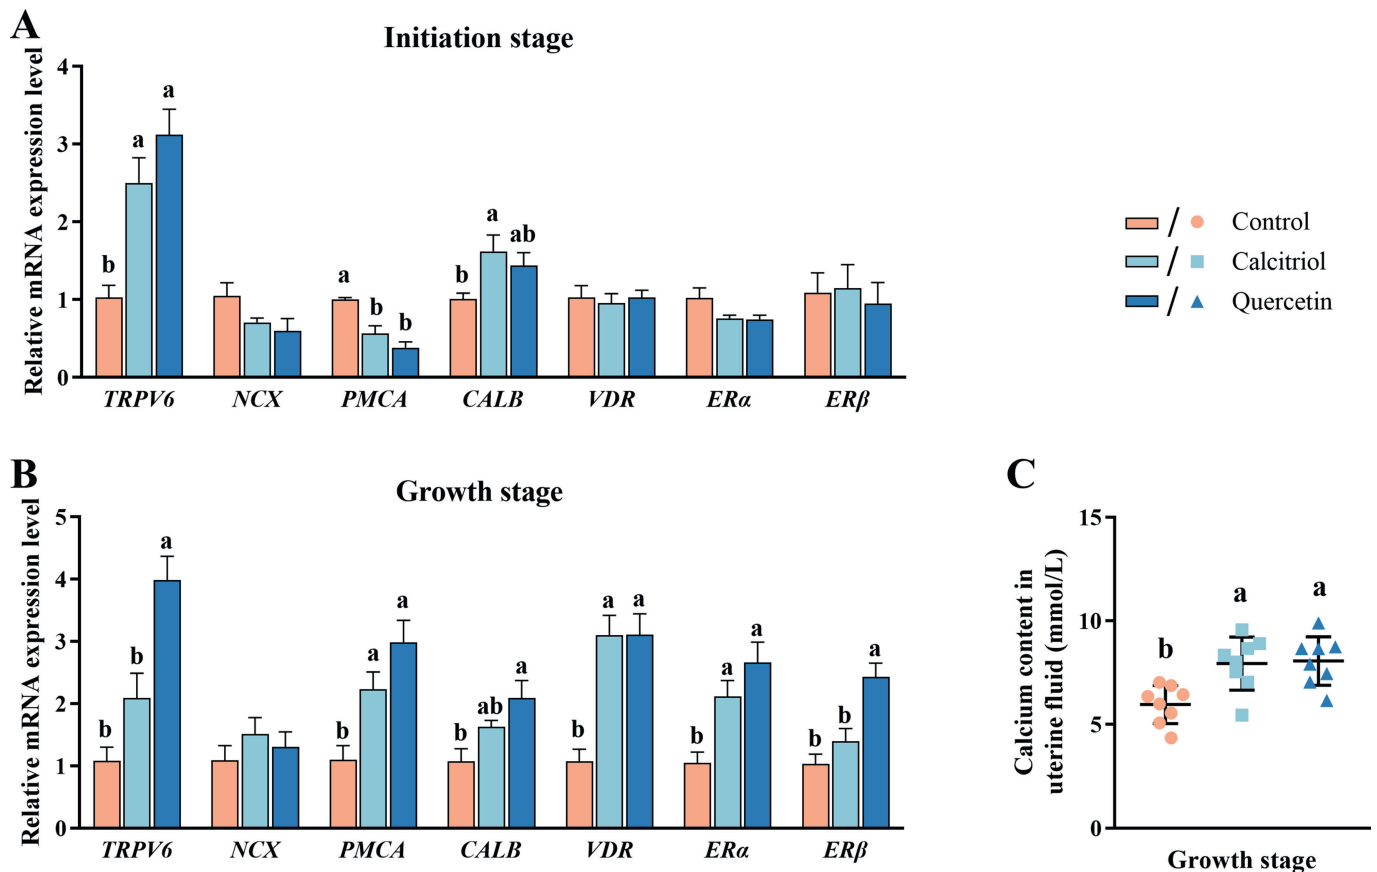 A
Initiation stage
Relative mRNA expression level
4
3
2
1
0
b a a
a b b
b a ab
TRPV6 NCX PMCA CALB VDR ERα ERβ
/ Control
/ Calcitriol
/ Quercetin
B
Growth stage
Relative mRNA expression level
5
4
3
2
1
0
b b a
b a a
b ab a
b a a
b a a
b b a
TRPV6 NCX PMCA CALB VDR ERα ERβ
C
Calcium content in
uterine fluid (mmol/L)
15
10
5
0
b a a
Growth stage